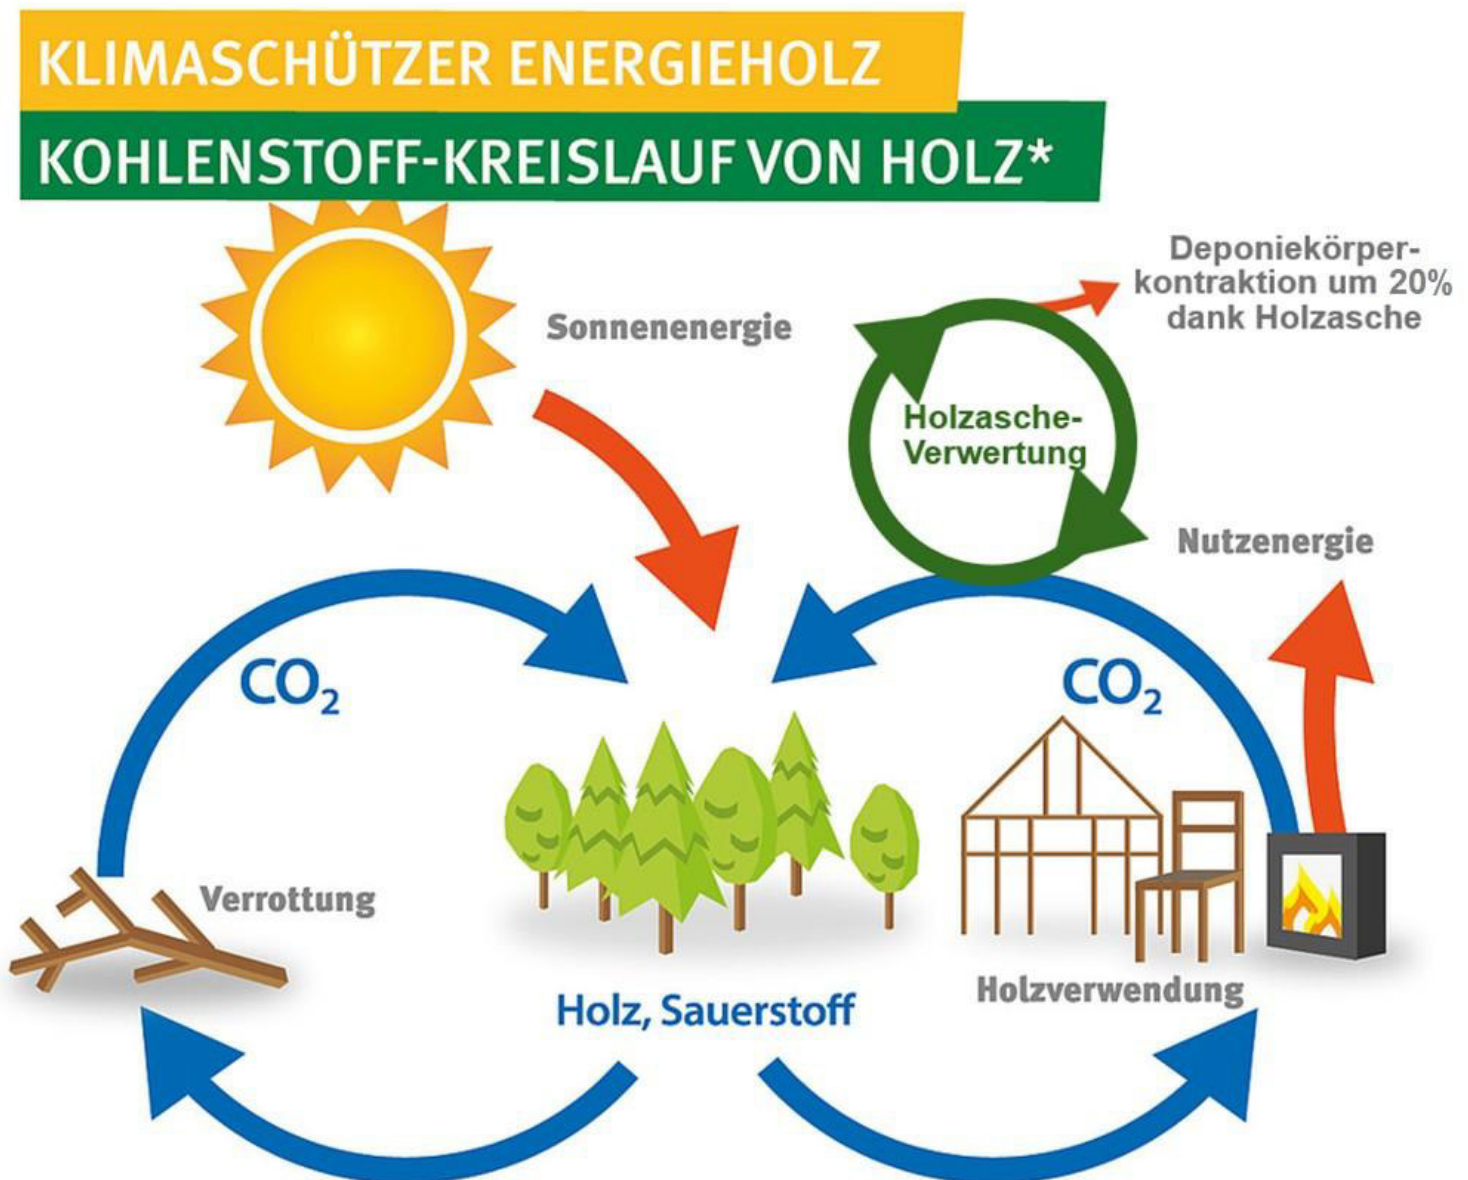 KLIMASCHÜTZER ENERGIEHOLZ
KOHLENSTOFF-KREISLAUF VON HOLZ*
Deponiekörper-
kontraktion um 20%
dank Holzasche
Sonnenenergie
Holzasche-
Verwertung
Nutzenergie
CO₂
CO₂
Verrottung
Holzverwendung
Holz, Sauerstoff